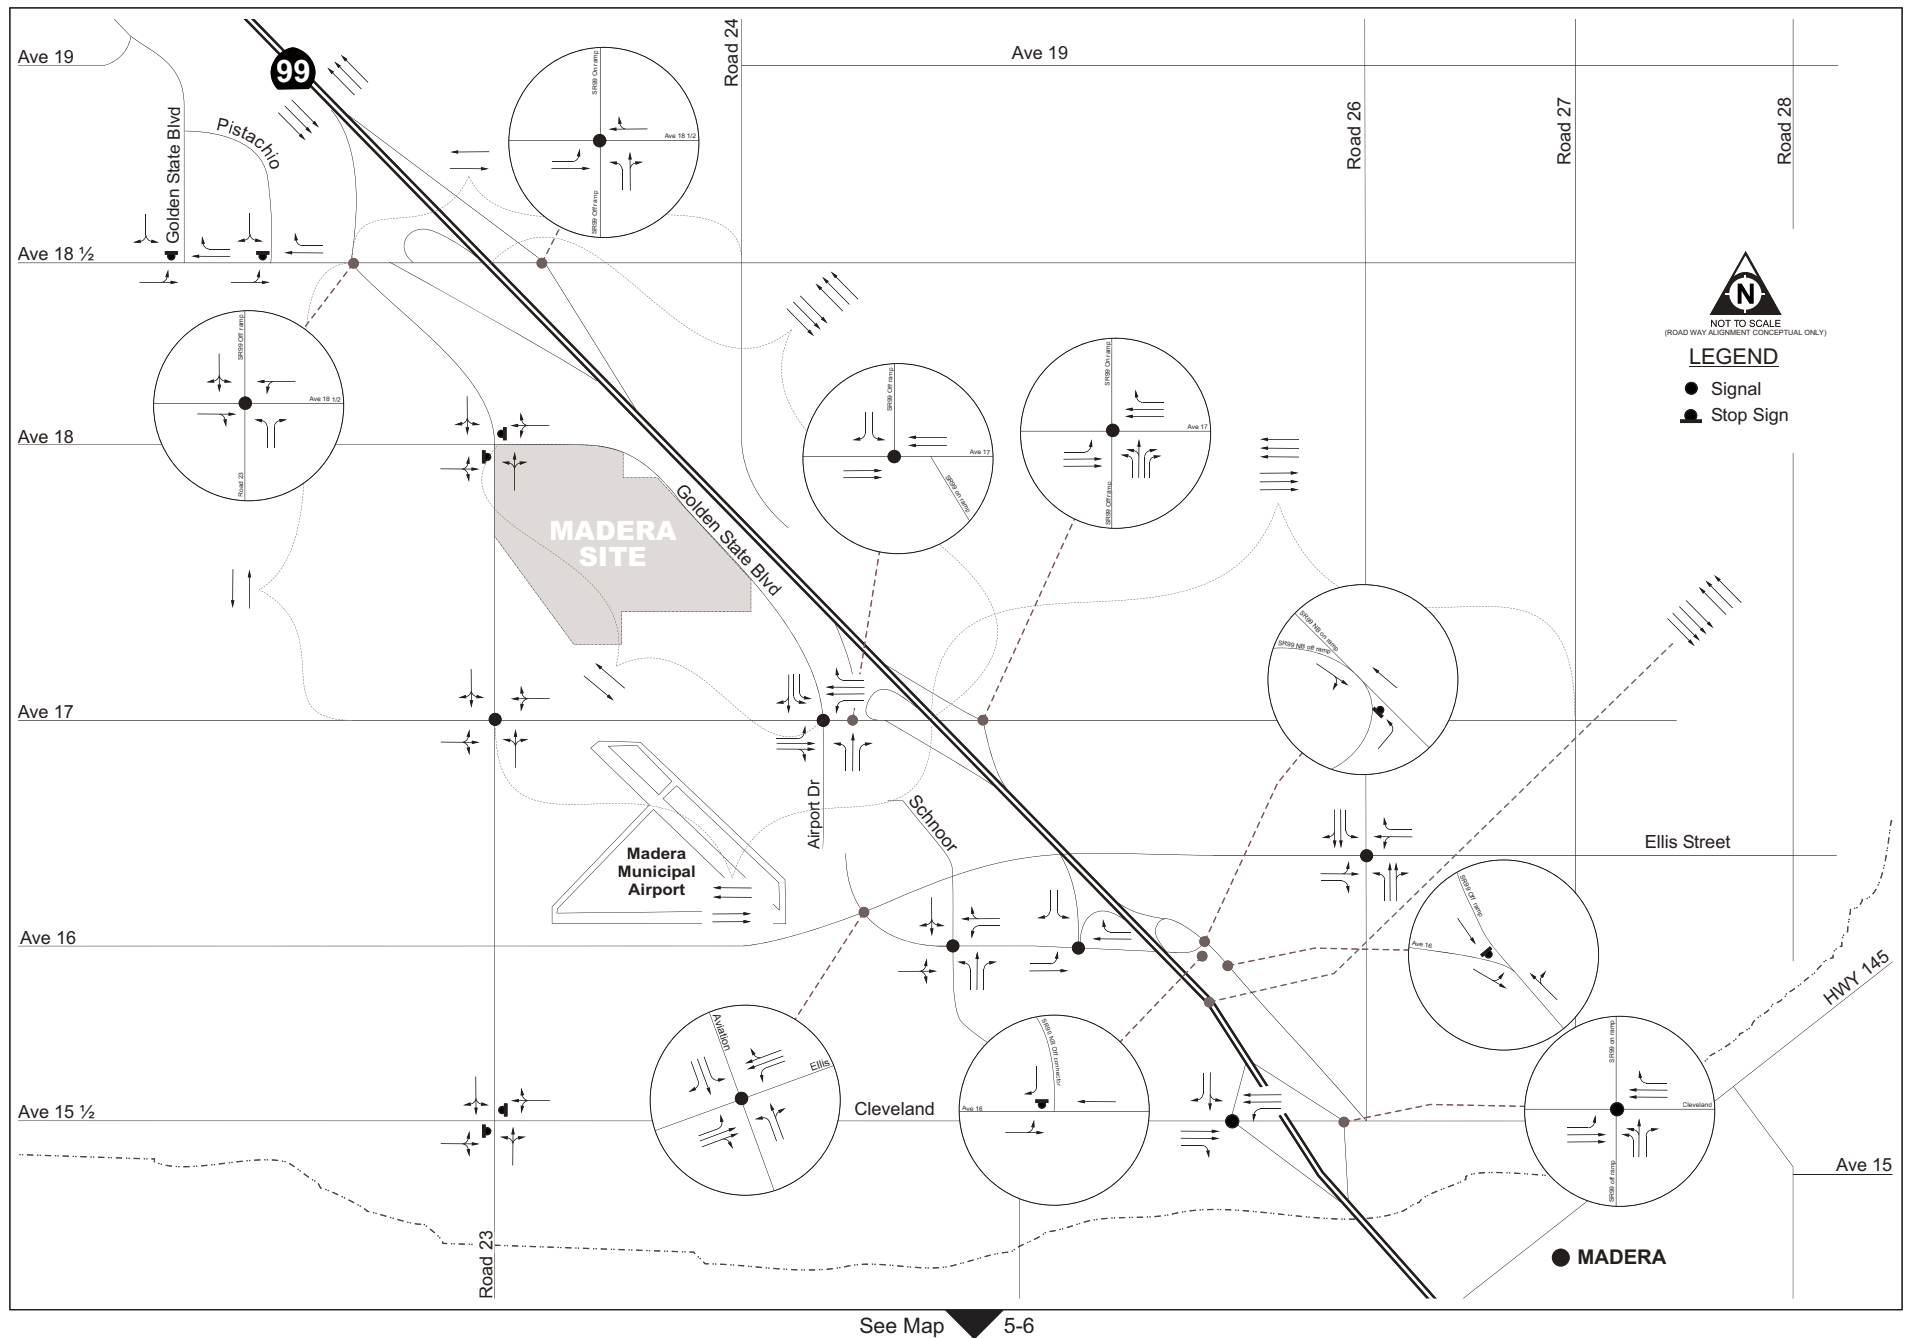 Ave 19
99
Golden State Blvd
Pistachio
SR99 On ramp
Ave 18 1/2
SR99 Off ramp
Road 24
Ave 19
Road 26
Road 27
Road 28
Ave 18 ½
N
NOT TO SCALE
(ROAD WAY ALIGNMENT CONCEPTUAL ONLY)
LEGEND
Signal
Stop Sign
SR99 Off ramp
Ave 18 1/2
Road 23
Ave 18
MADERA
SITE
Golden State Blvd
SR99 Off ramp
Ave 17
SR99 on ramp
SR99 On ramp
Ave 17
SR99 Off ramp
SR99 NB on ramp
SR99 NB off ramp
Ave 17
Airport Dr
Schnoor
Madera
Municipal
Airport
Ellis Street
Ave 16
SR99 Off ramp
Ave 16
HWY 145
Aviation
Ellis
SR99 NB Off connector
Ave 16
SR99 on ramp
Cleveland
SR99 off ramp
Ave 15 ½
Cleveland
Ave 15
Road 23
MADERA
See Map
5-6